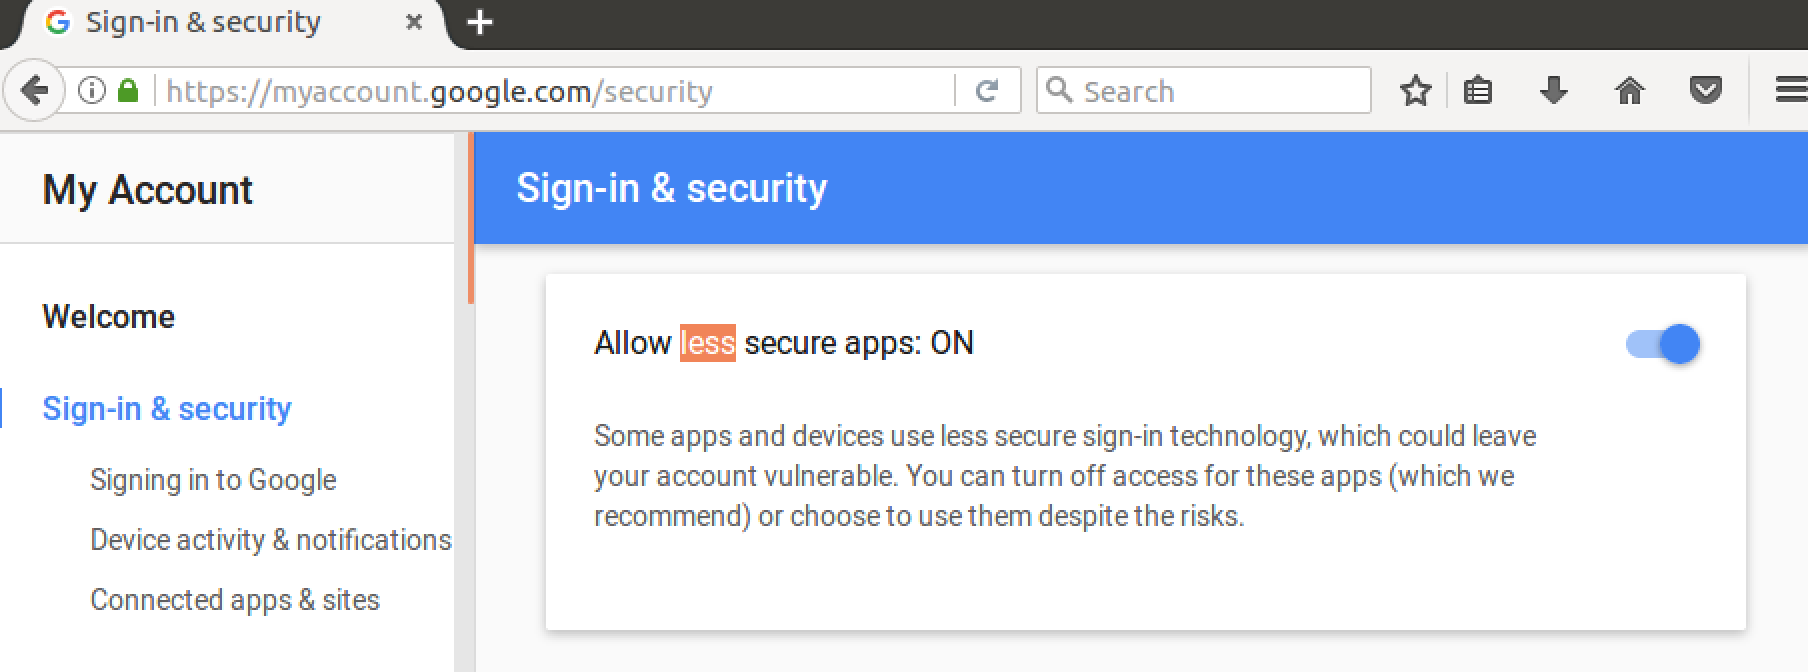 Sign-in & security
https://myaccount.google.com/security
Search
My Account
Sign-in & security
Welcome
Sign-in & security
Signing in to Google
Device activity & notifications
Connected apps & sites
Allow less secure apps: ON
Some apps and devices use less secure sign-in technology, which could leave
your account vulnerable. You can turn off access for these apps (which we
recommend) or choose to use them despite the risks.